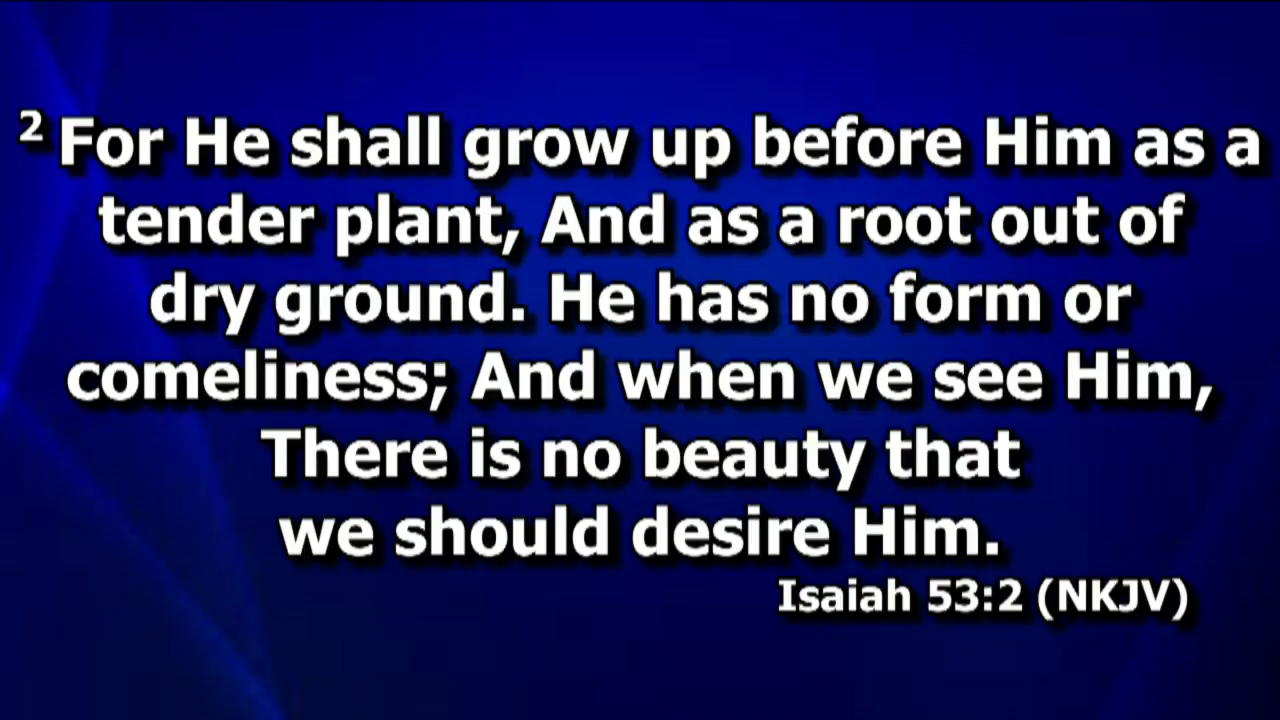 2 For He shall grow up before Him as a
tender plant, And as a root out of
dry ground. He has no form or
comeliness; And when we see Him,
There is no beauty that
we should desire Him.
Isaiah 53:2 (NKJV)